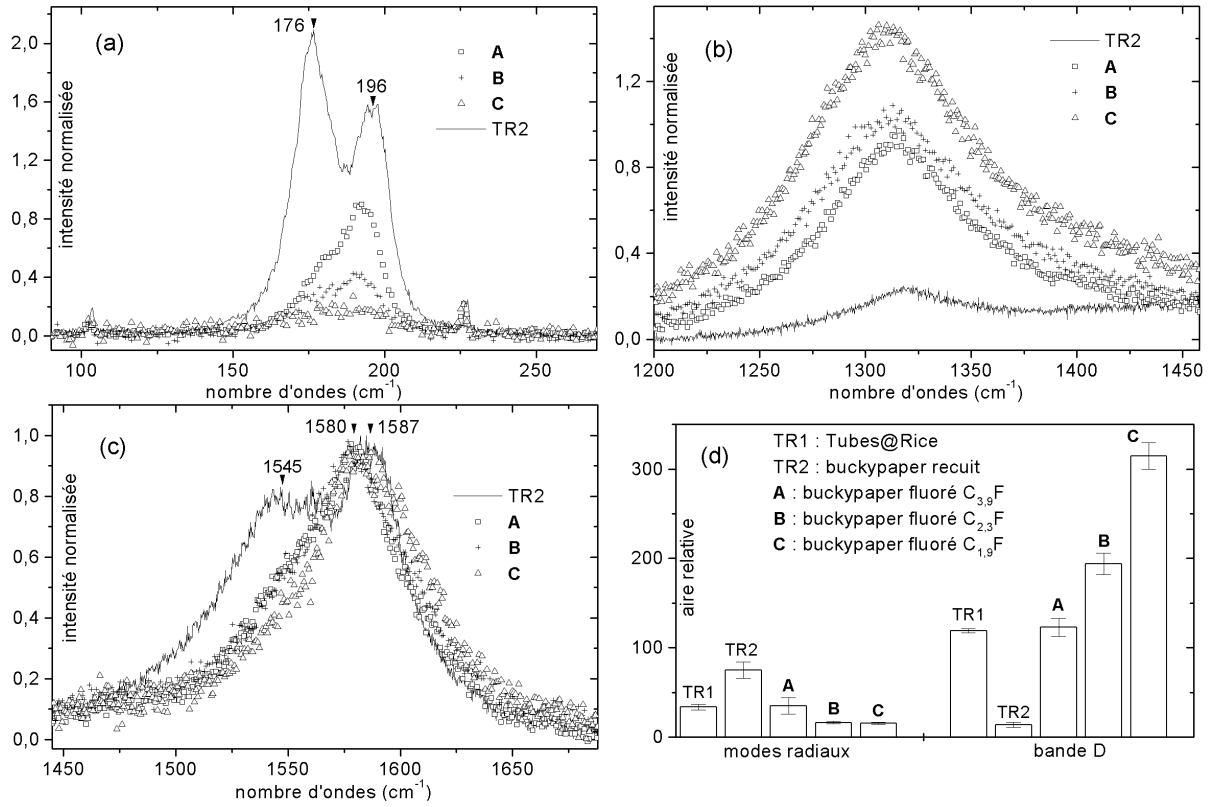 (a)
176
196
A
B
C
TR2
2,0
1,6
1,2
0,8
0,4
0,0
intensité normalisée
100
150
200
250
nombre d'ondes (cm-1)
(b)
TR2
A
B
C
1,2
0,8
0,4
0,0
intensité normalisée
1200
1250
1300
1350
1400
1450
nombre d'ondes (cm-1)
(c)
1545
1580
1587
TR2
A
B
C
1,0
0,8
0,6
0,4
0,2
0,0
intensité normalisée
1450
1500
1550
1600
1650
nombre d'ondes (cm-1)
(d)
TR1 : Tubes@Rice
TR2 : buckypaper recuit
A : buckypaper fluoré C3,9F
B : buckypaper fluoré C2,3F
C : buckypaper fluoré C1,9F
300
200
100
0
aire relative
TR1
TR2
A
B
C
TR1
TR2
A
B
C
modes radiaux
bande D